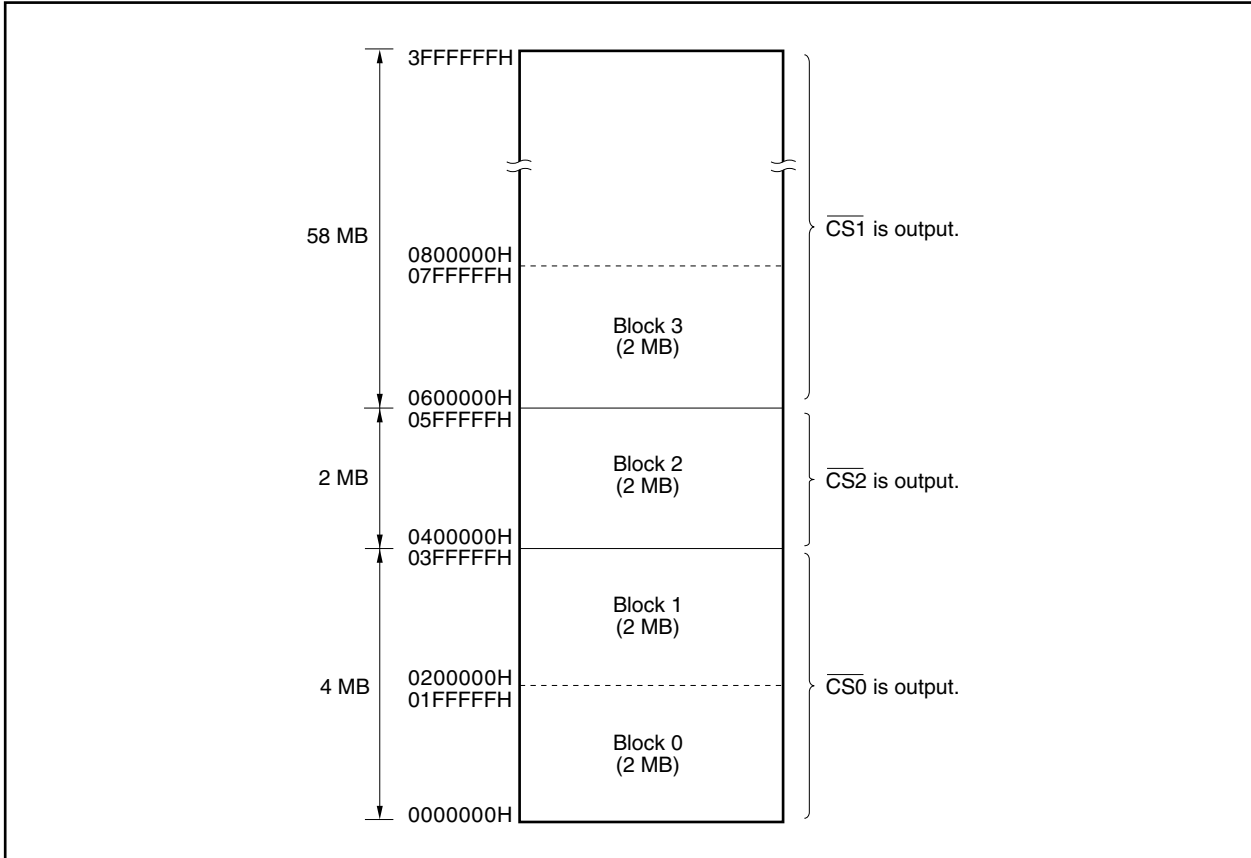 3FFFFFFH
58 MB
CS1 is output.
0800000H
07FFFFFH
Block 3
(2 MB)
0600000H
05FFFFFH
2 MB
Block 2
(2 MB)
CS2 is output.
0400000H
03FFFFFH
Block 1
(2 MB)
4 MB
0200000H
01FFFFFH
CS0 is output.
Block 0
(2 MB)
0000000H